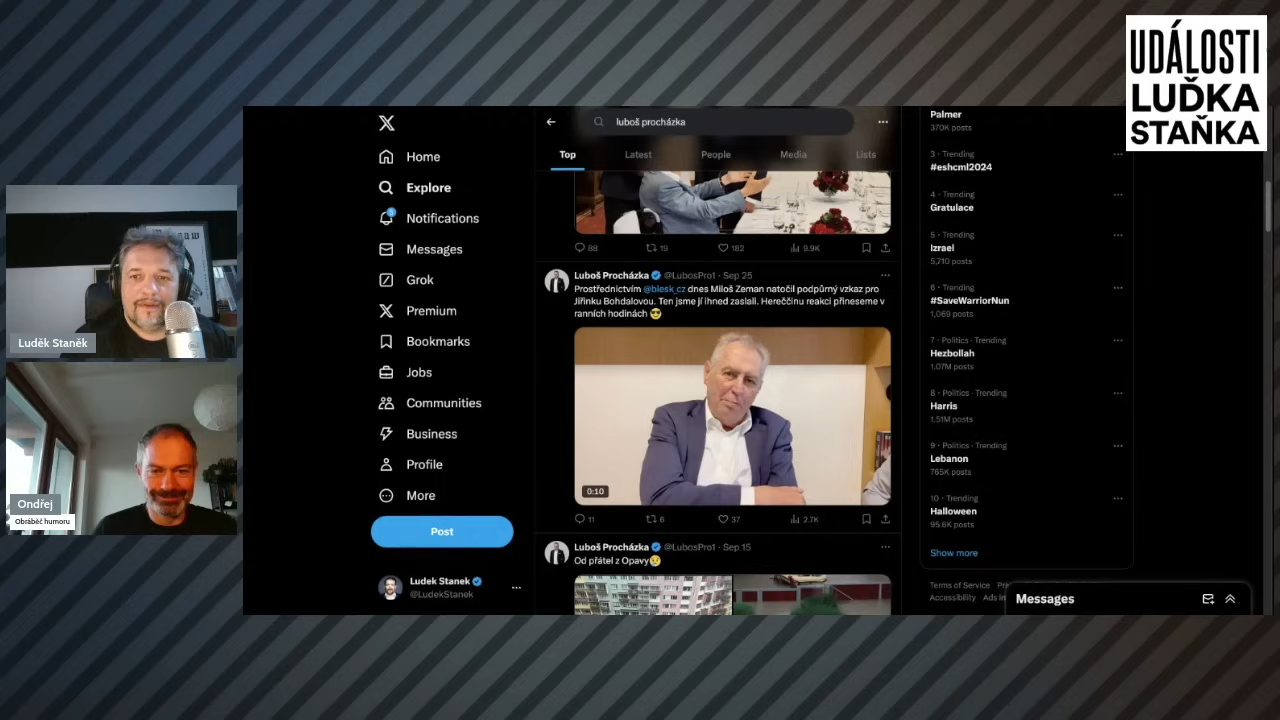 UDÁLOSTI
LUĎKA
STAŇKA
Luděk Staněk
Ondřej
Obráběč humoru
Home
Explore
Notifications
Messages
Grok
Premium
Bookmarks
Jobs
Communities
Business
Profile
More
Post
Ludek Stanek
@LudekStanek
luboš procházka
Top
Latest
People
Media
Lists
88
19
182
9.9K
Luboš Procházka @LubosPro1 · Sep 25
Prostřednictvím @blesk_cz dnes Miloš Zeman natočil podpůrný vzkaz pro
Jiřinku Bohdalovou. Ten jsme jí ihned zaslali. Hereččinu reakci přineseme v
ranních hodinách 😎
0:10
11
6
37
2.7K
Luboš Procházka @LubosPro1 · Sep 15
Od přátel z Opavy😢
Palmer
370K posts
3 · Trending
#eshcml2024
4 · Trending
Gratulace
5 · Trending
Izrael
5,710 posts
6 · Trending
#SaveWarriorNun
1,069 posts
7 · Politics · Trending
Hezbollah
1.07M posts
8 · Politics · Trending
Harris
1.51M posts
9 · Politics · Trending
Lebanon
765K posts
10 · Trending
Halloween
95.6K posts
Show more
Terms of Service
Accessibility
Messages